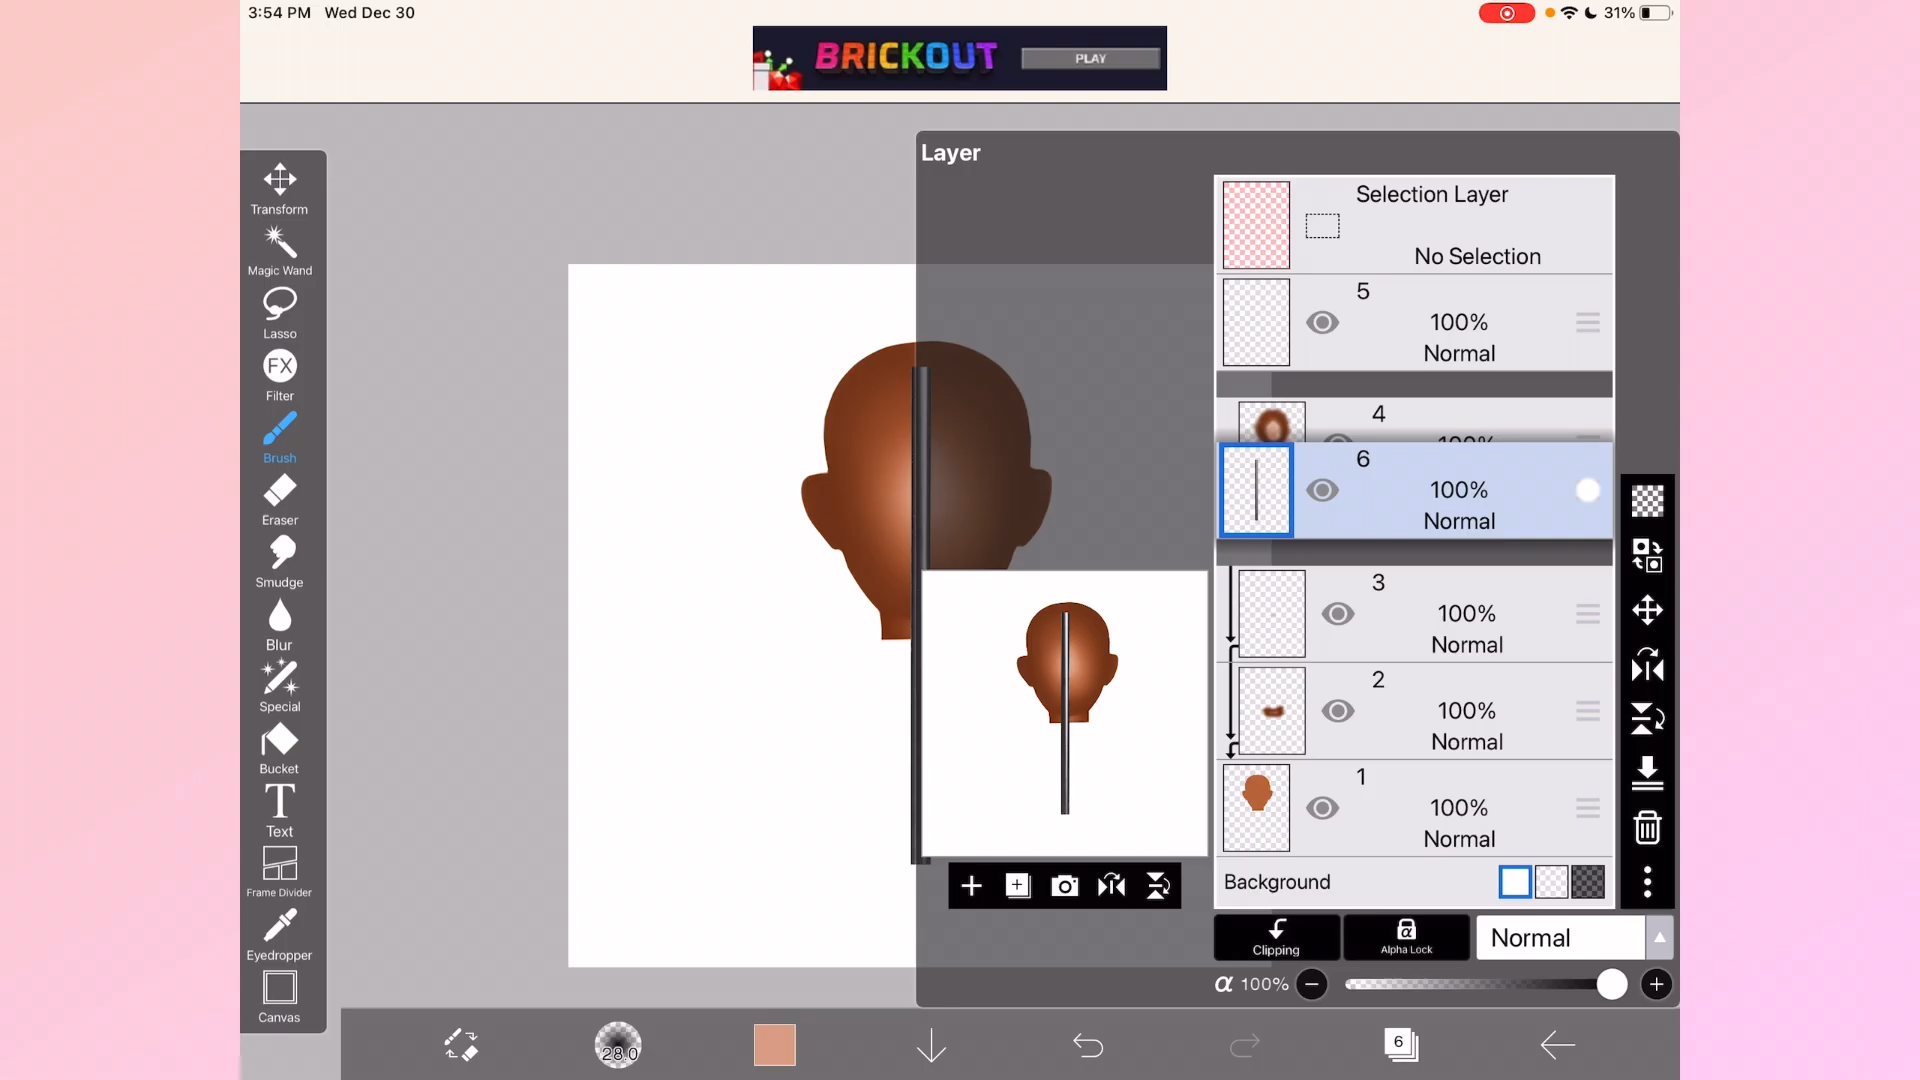 3:54 PM Wed Dec 30
31%
BRICKOUT
PLAY
Layer
Transform
Magic Wand
Lasso
FX
Filter
Brush
Eraser
Smudge
Blur
Special
Bucket
T
Text
Frame Divider
Eyedropper
Canvas
Selection Layer
No Selection
5
100%
Normal
4
100%
6
100%
Normal
3
100%
Normal
2
100%
Normal
1
100%
Normal
Background
Clipping
α
Alpha Lock
Normal
α 100%
28.0
6